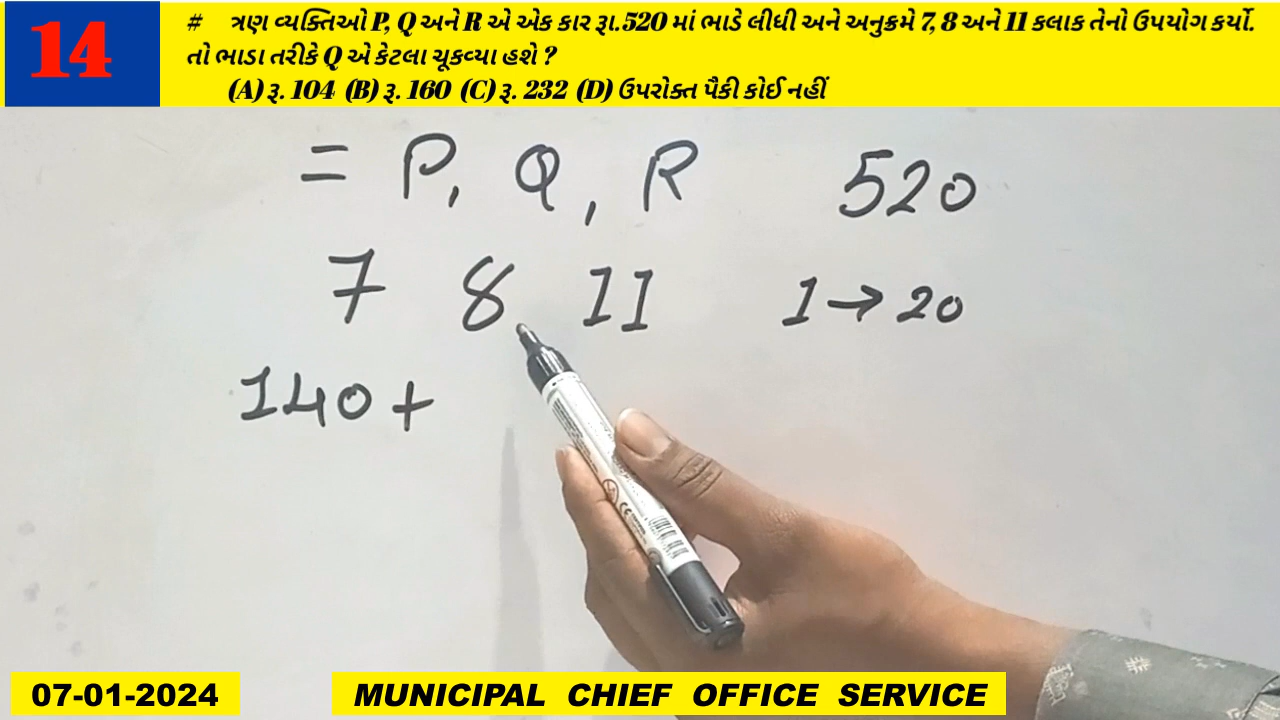 14
# ત્રણ વ્યક્તિઓ P, Q અને R એ એક કાર રૂા.520 માં ભાડે લીધી અને અનુક્રમે 7, 8 અને 11 કલાક તેનો ઉપયોગ કર્યો.
તો ભાડા તરીકે Q એ કેટલા ચૂકવ્યા હશે ?
(A) રૂ. 104 (B) રૂ. 160 (C) રૂ. 232 (D) ઉપરોક્ત પૈકી કોઈ નહીં
= P, Q, R 520
7 8 11 1 → 20
140 +
07-01-2024 MUNICIPAL CHIEF OFFICE SERVICE